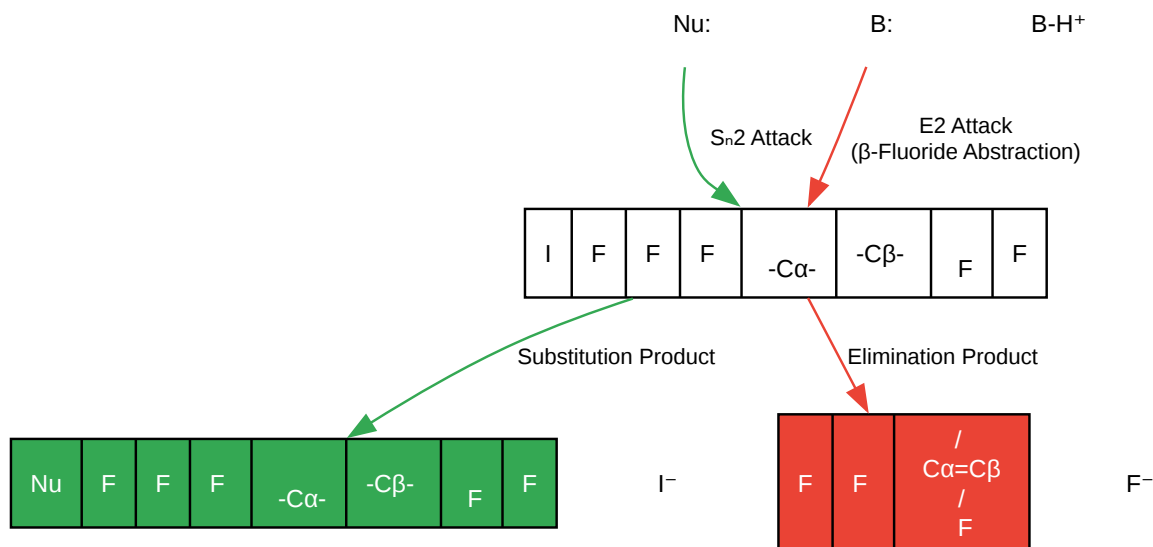 Nu:
B:
B-H⁺
Sₙ2 Attack
E2 Attack
(β-Fluoride Abstraction)
I
F
F
F
-Cα-
-Cβ-
F
F
Substitution Product
Elimination Product
Nu
F
F
F
-Cα-
-Cβ-
F
F
I⁻
F
F
/
Cα=Cβ
/
F
F⁻